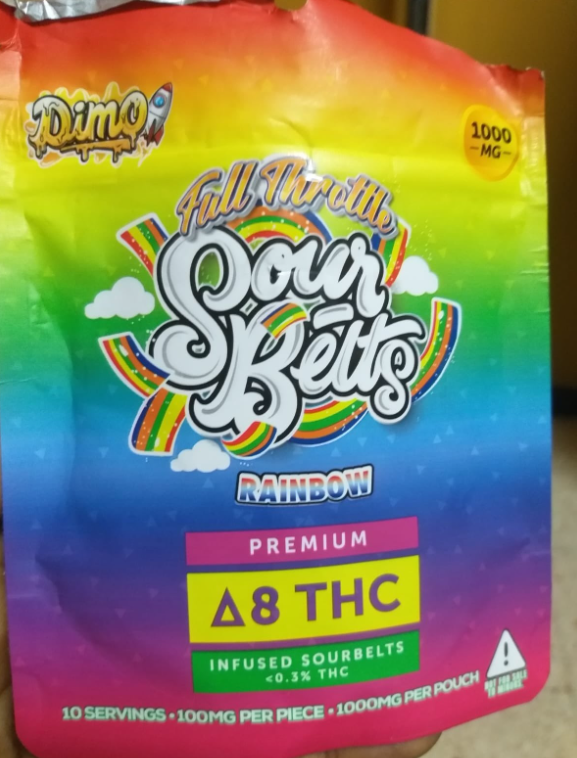 Dimo
1000
-MG-
Full Throttle
Sour
Bēlts
RAINBOW
PREMIUM
Δ8 THC
INFUSED SOURBELTS
<0.3% THC
10 SERVINGS • 100MG PER PIECE • 1000MG PER POUCH
NOT FOR SALE
TO MINORS.